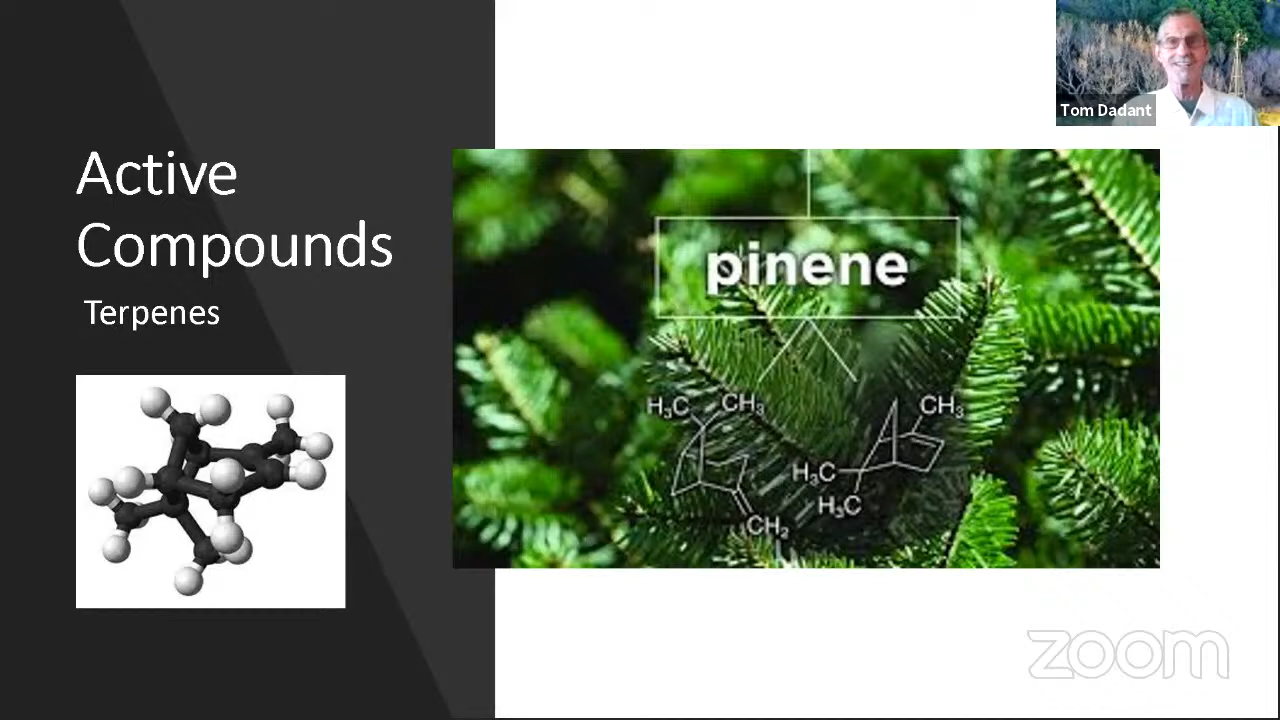 Active
Compounds
Terpenes
Tom Dadant
pinene
H₃C
CH₃
CH₂
CH₃
H₃C
H₃C
zoom